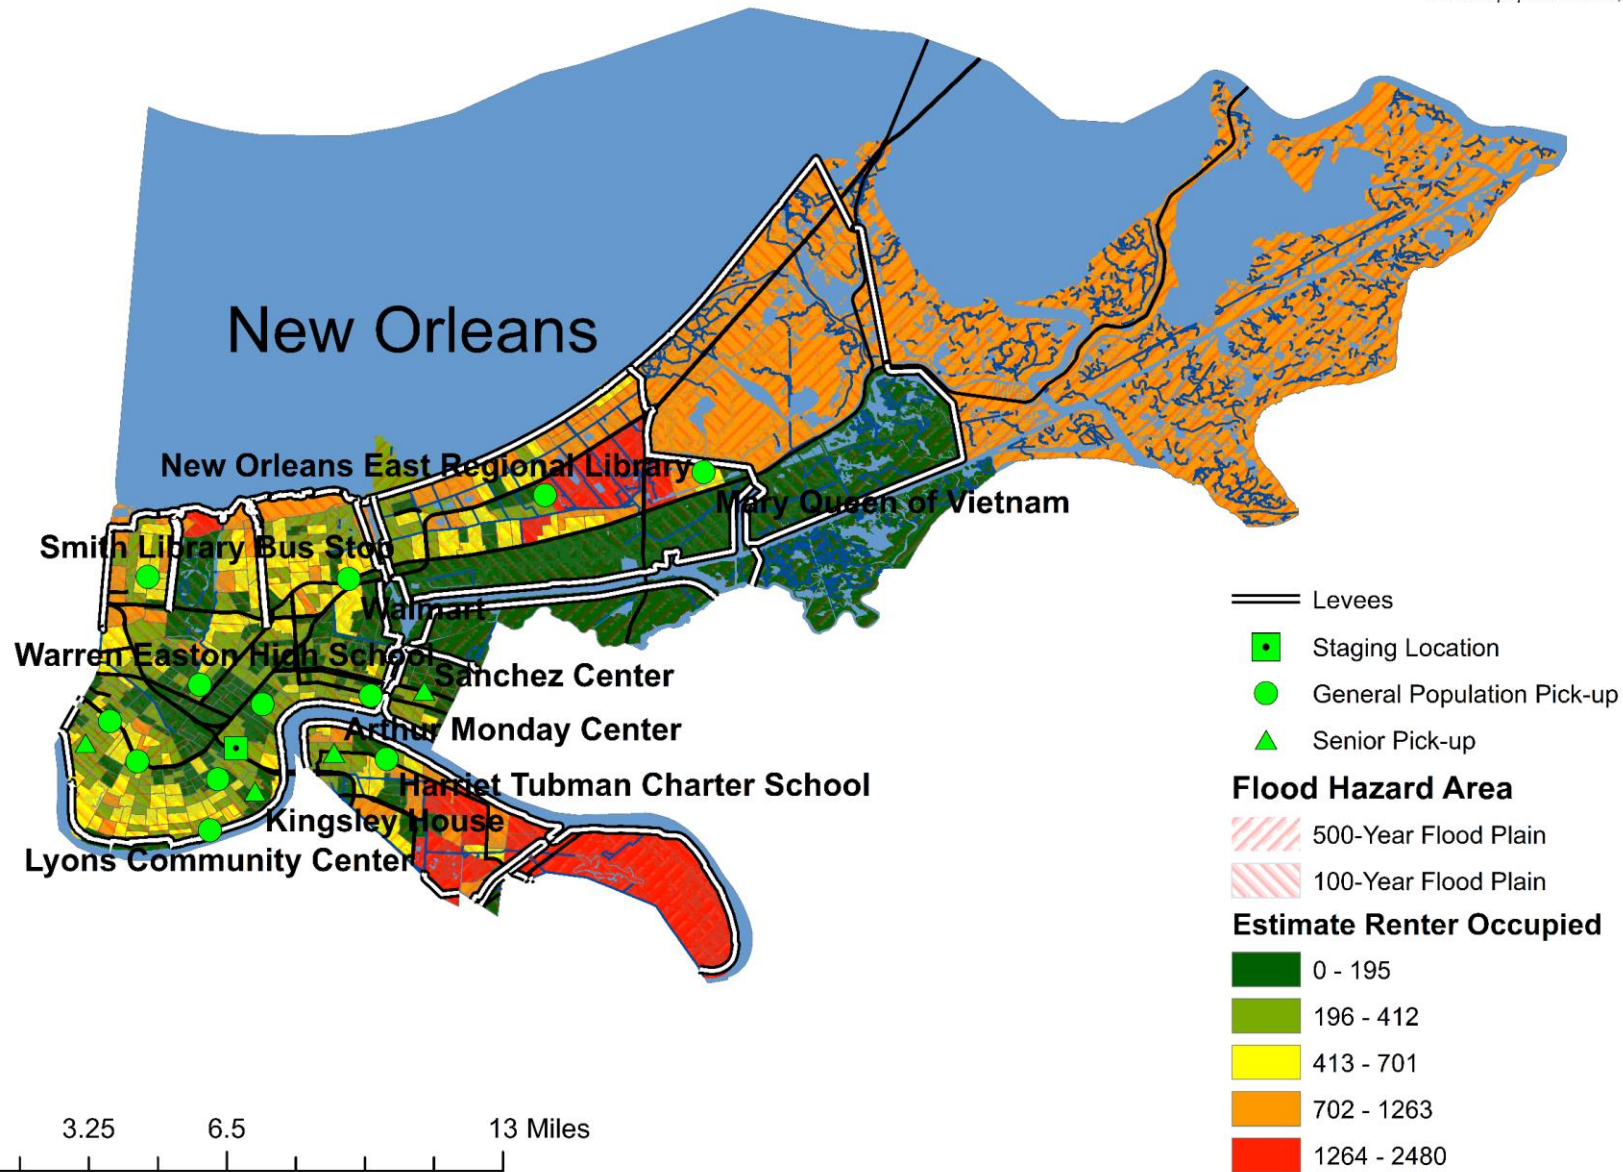 New Orleans
New Orleans East Regional Library
Mary Queen of Vietnam
Smith Library Bus Stop
Walmart
Warren Easton High School
Sanchez Center
Arthur Monday Center
Harriet Tubman Charter School
Kingsley House
Lyons Community Center
Levees
Staging Location
General Population Pick-up
Senior Pick-up
Flood Hazard Area
500-Year Flood Plain
100-Year Flood Plain
Estimate Renter Occupied
0 - 195
196 - 412
413 - 701
702 - 1263
1264 - 2480
3.25 6.5 13 Miles